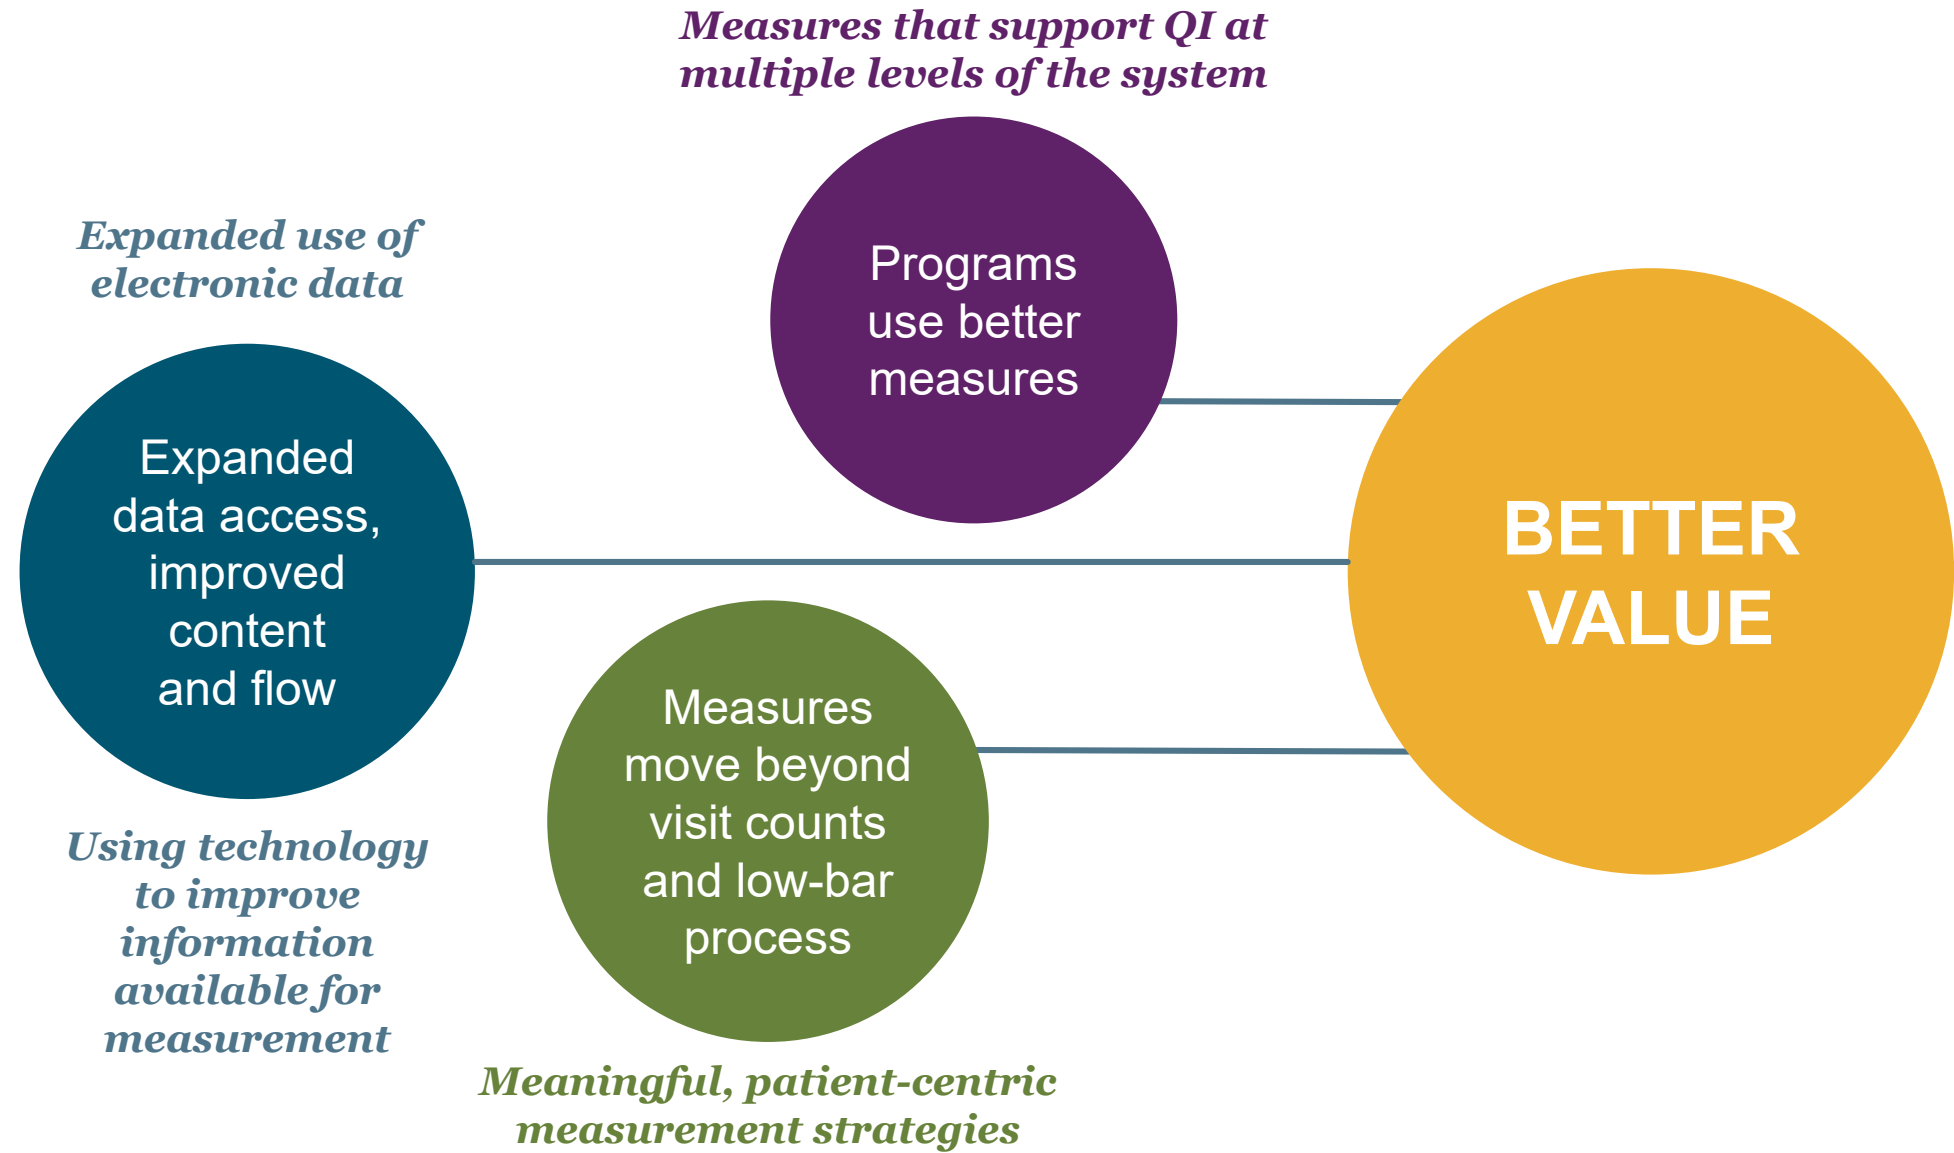 Measures that support QI at
multiple levels of the system
Programs
use better
measures
Expanded use of
electronic data
Expanded
data access,
improved
content
and flow
Using technology
to improve
information
available for
measurement
Measures
move beyond
visit counts
and low-bar
process
Meaningful, patient-centric
measurement strategies
BETTER
VALUE